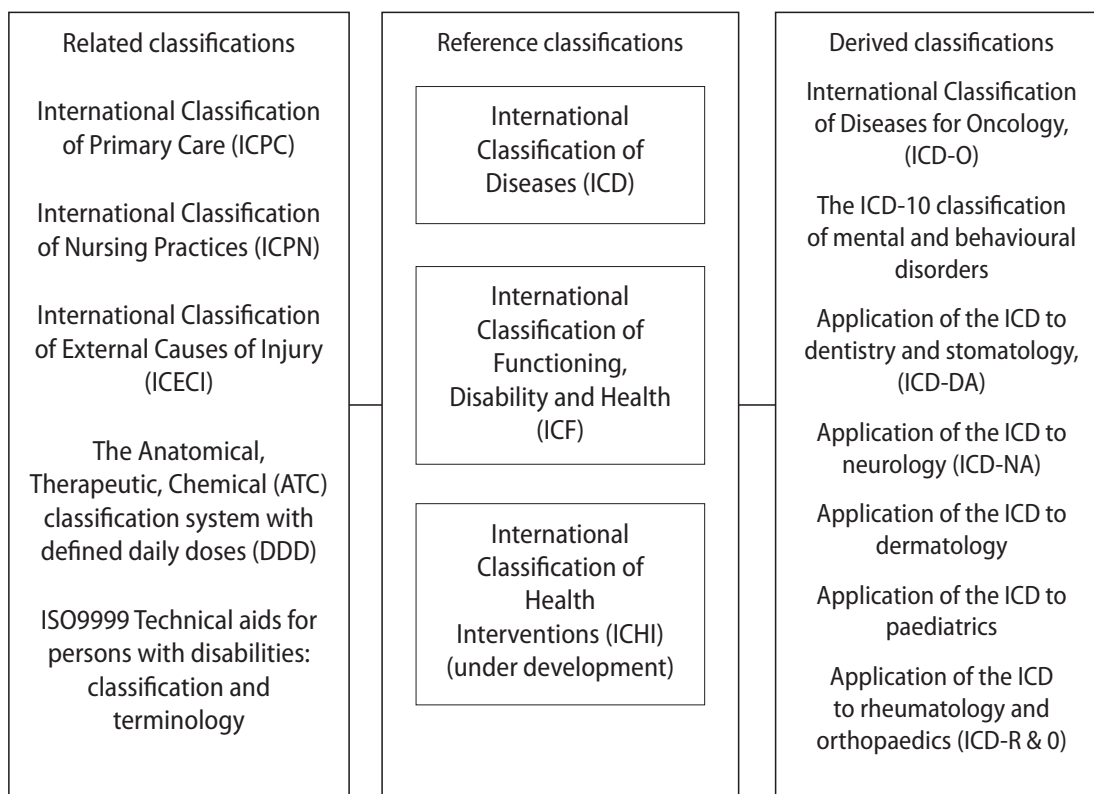 Related classifications
International Classification
of Primary Care (ICPC)
International Classification
of Nursing Practices (ICPN)
International Classification
of External Causes of Injury
(ICECI)
The Anatomical,
Therapeutic, Chemical (ATC)
classification system with
defined daily doses (DDD)
ISO9999 Technical aids for
persons with disabilities:
classification and
terminology
Reference classifications
International
Classification of
Diseases (ICD)
International
Classification of
Functioning,
Disability and Health
(ICF)
International
Classification of
Health
Interventions (ICHI)
(under development)
Derived classifications
International Classification
of Diseases for Oncology,
(ICD-O)
The ICD-10 classification
of mental and behavioural
disorders
Application of the ICD to
dentistry and stomatology,
(ICD-DA)
Application of the ICD to
neurology (ICD-NA)
Application of the ICD to
dermatology
Application of the ICD to
paediatrics
Application of the ICD
to rheumatology and
orthopaedics (ICD-R & 0)